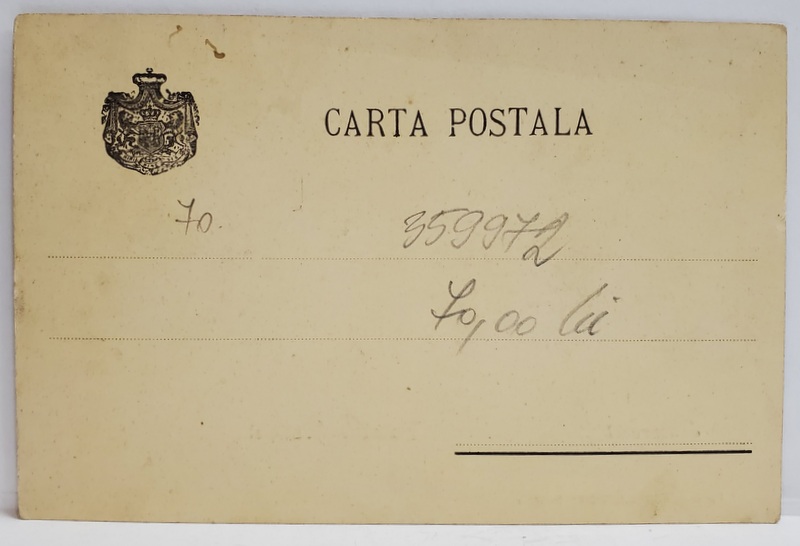 CARTA POSTALA
70.
359972
70,00 lei